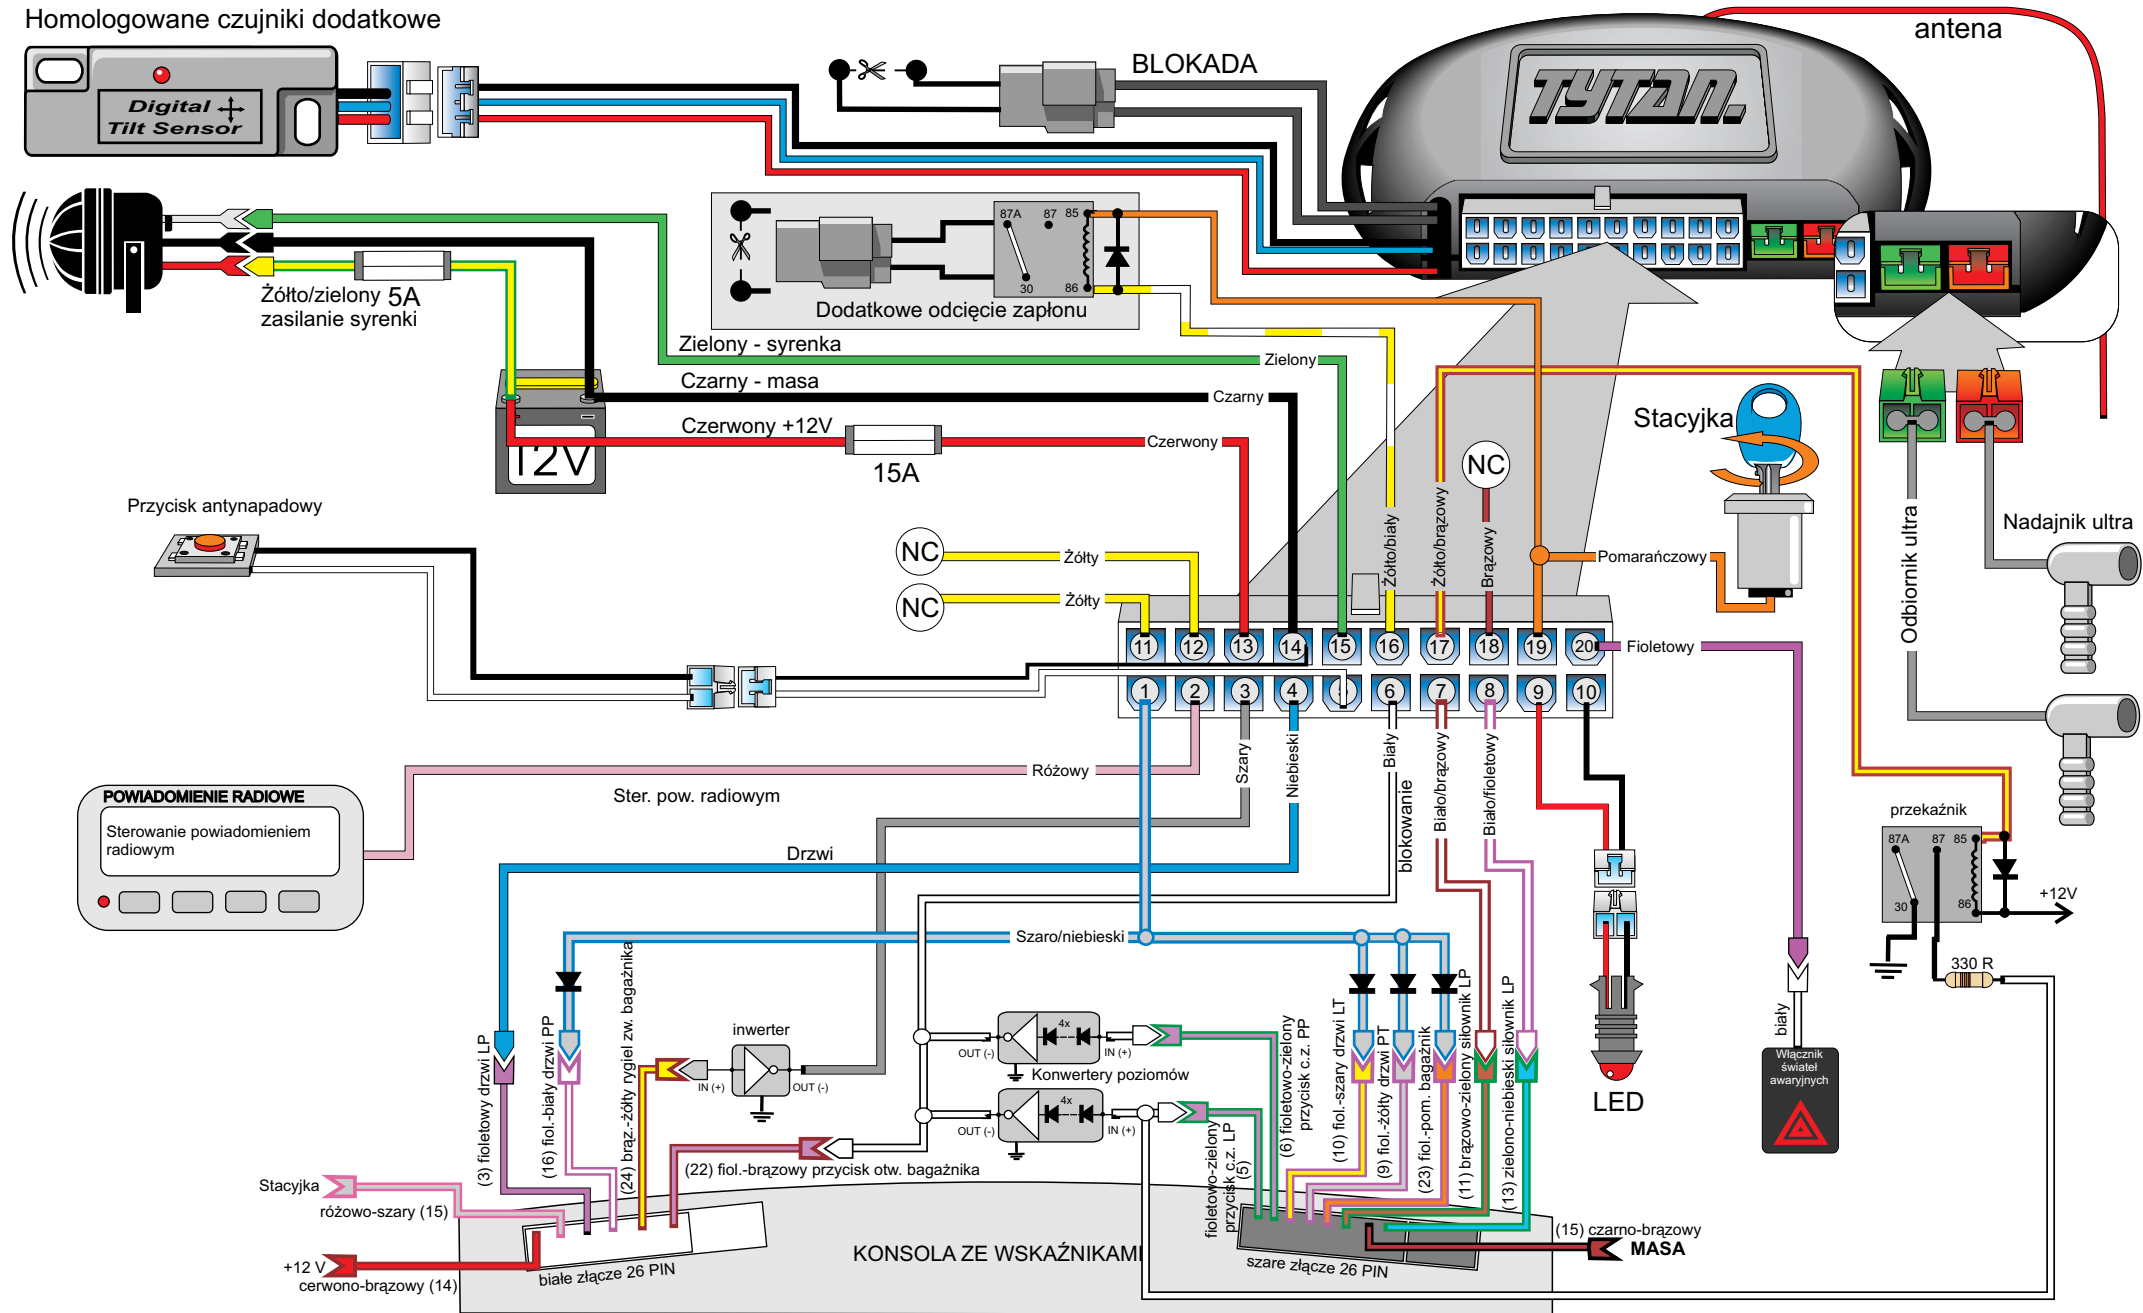 Homologowane czujniki dodatkowe
Digital
Tilt Sensor
BLOKADA
TYTAN.
antena
87A 87 85
30 86
Dodatkowe odcięcie zapłonu
Żółto/zielony 5A
zasilanie syrenki
Zielony - syrenka
Zielony
Czarny - masa
Czarny
Czerwony +12V
Czerwony
12V
15A
Stacyjka
NC
Przycisk antynapadowy
NC
Żółty
NC
Żółty
Żółto/biały
Żółto/brązowy
Brązowy
Pomarańczowy
Odbiornik ultra
Nadajnik ultra
11 12 13 14 15 16 17 18 19 20
Fioletowy
1 2 3 4 5 6 7 8 9 10
Różowy
Szary
Niebieski
Biały
blokowanie
Biało/brązowy
Biało/fioletowy
Ster. pow. radiowym
POWIADOMIENIE RADIOWE
Sterowanie powiadomieniem
radiowym
Drzwi
przekaźnik
87A 87 85
30 86
+12V
330 R
Szaro/niebieski
(3) fioletowy drzwi LP
(16) fiol.-biały drzwi PP
(24) brąz.-żółty rygiel zw. bagażnika
inwerter
IN (+)
OUT (-)
4x
OUT (-)
IN (+)
Konwertery poziomów
4x
OUT (-)
IN (+)
(22) fiol.-brązowy przycisk otw. bagażnika
fioletowo-zielony
przycisk c.z. LP
(5)
(6) fioletowo-zielony
przycisk c.z. PP
(10) fiol.-szary drzwi LT
(9) fiol.-żółty drzwi PT
(23) fiol.-pom. bagażnik
(11) brązowo-zielony siłownik LP
(13) zielono-niebieski siłownik LP
LED
biały
Włącznik
świateł
awaryjnych
Stacyjka
różowo-szary (15)
+12 V
cerwono-brązowy (14)
białe złącze 26 PIN
KONSOLA ZE WSKAŹNIKAMI
szare złącze 26 PIN
(15) czarno-brązowy
MASA